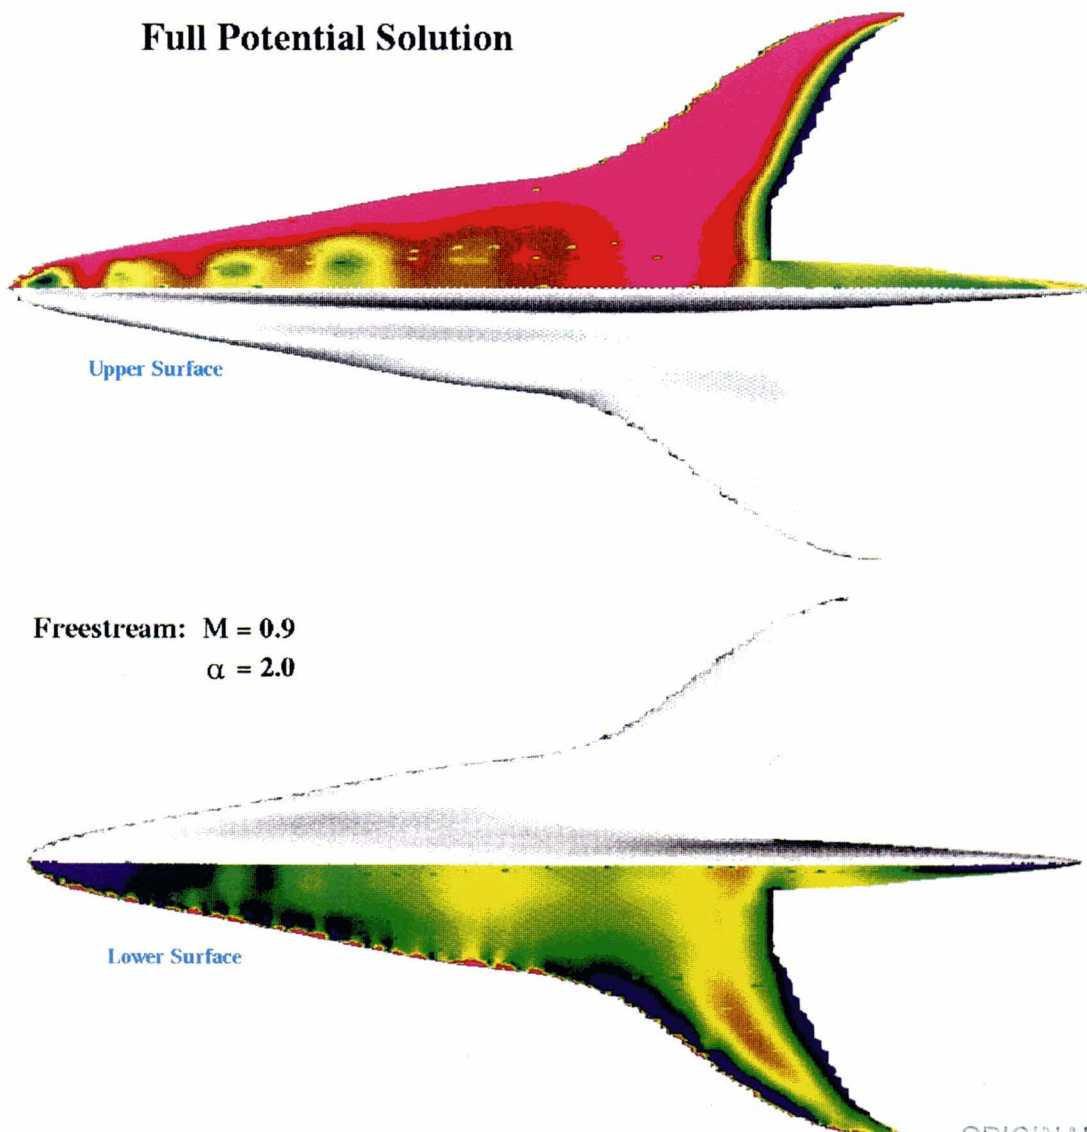 Full Potential Solution
Upper Surface
Freestream: M = 0.9
α = 2.0
Lower Surface